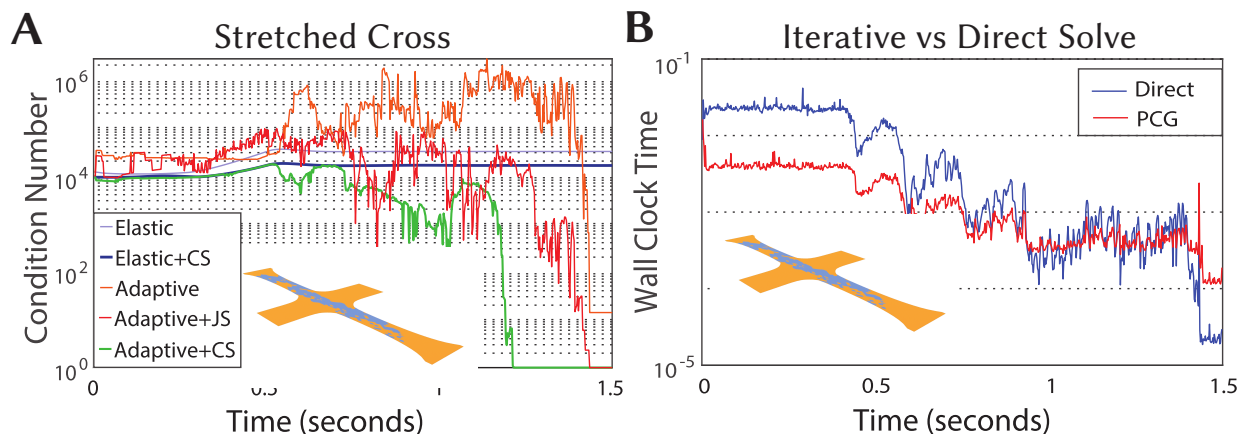 A
Stretched Cross
Condition Number
10^6
10^4
10^2
10^0
Elastic
Elastic+CS
Adaptive
Adaptive+JS
Adaptive+CS
0
0.5
1
1.5
Time (seconds)
B
Iterative vs Direct Solve
Wall Clock Time
10^-1
10^-5
Direct
PCG
0
0.5
1
1.5
Time (seconds)